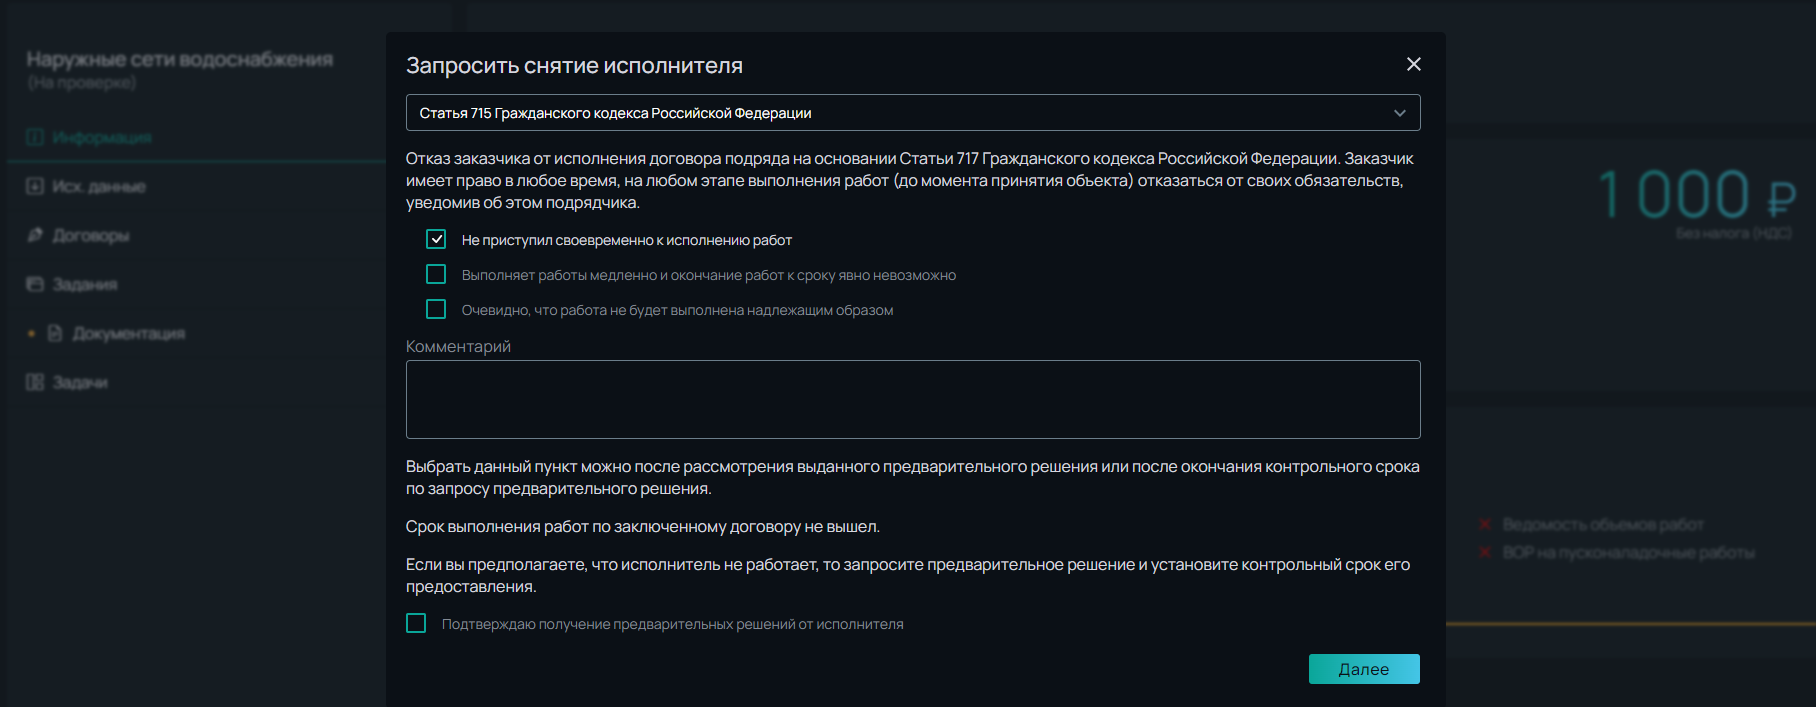 Наружные сети водоснабжения
(На проверке)
Информация
Исх. данные
Договоры
Задания
Документация
Задачи
Запросить снятие исполнителя
Статья 715 Гражданского кодекса Российской Федерации
Отказ заказчика от исполнения договора подряда на основании Статьи 717 Гражданского кодекса Российской Федерации. Заказчик
имеет право в любое время, на любом этапе выполнения работ (до момента принятия объекта) отказаться от своих обязательств,
уведомив об этом подрядчика.
Не приступил своевременно к исполнению работ
Выполняет работы медленно и окончание работ к сроку явно невозможно
Очевидно, что работа не будет выполнена надлежащим образом
Комментарий
Выбрать данный пункт можно после рассмотрения выданного предварительного решения или после окончания контрольного срока
по запросу предварительного решения.
Срок выполнения работ по заключенному договору не вышел.
Если вы предполагаете, что исполнитель не работает, то запросите предварительное решение и установите контрольный срок его
предоставления.
Подтверждаю получение предварительных решений от исполнителя
Далее
1 000 ₽
Без налога (НДС)
Ведомость объемов работ
ВОР на пусконаладочные работы